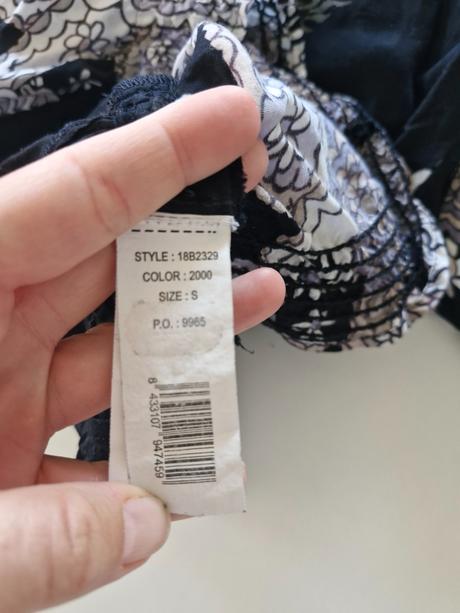 STYLE : 18B2329
COLOR : 2000
SIZE : S
P.O. : 9965
8 433107 947459